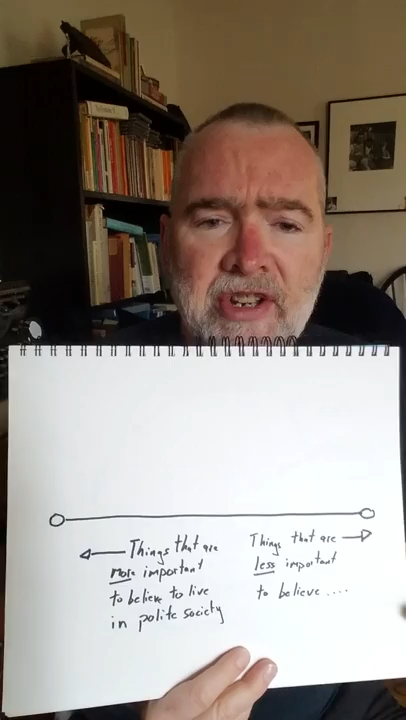 Things that are
more important
to believe to live
in polite society
Things that are
less important
to believe ....